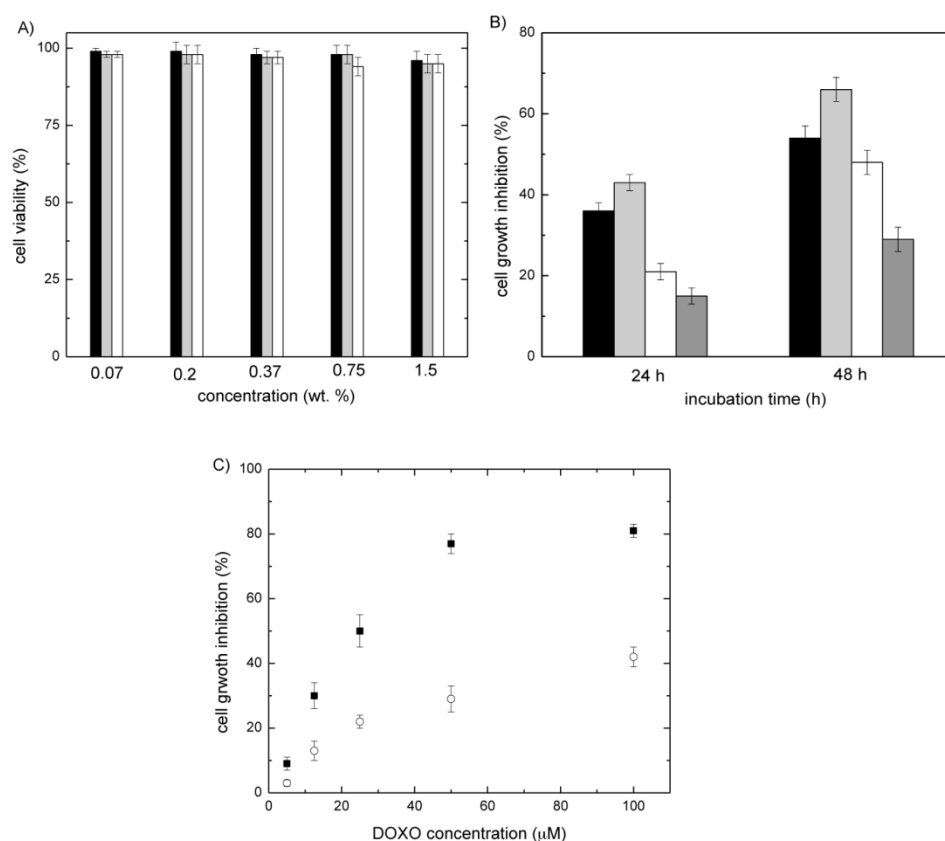 A)
100
75
50
25
0
cell viability (%)
0.07 0.2 0.37 0.75 1.5
concentration (wt. %)
B)
80
60
40
20
0
cell growth inhibition (%)
24 h 48 h
incubation time (h)
C)
100
80
60
40
20
0
cell grwoth inhibition (%)
0 20 40 60 80 100
DOXO concentration (μM)